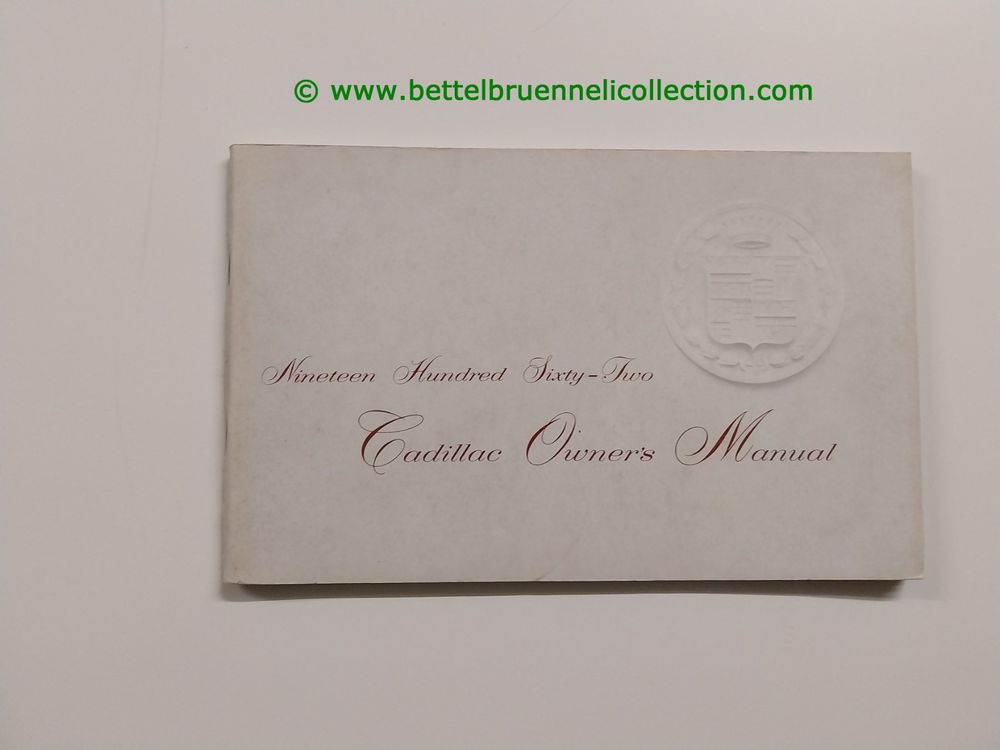 © www.bettelbruennelicollection.com
Nineteen Hundred Sixty-Two
Cadillac Owner's Manual